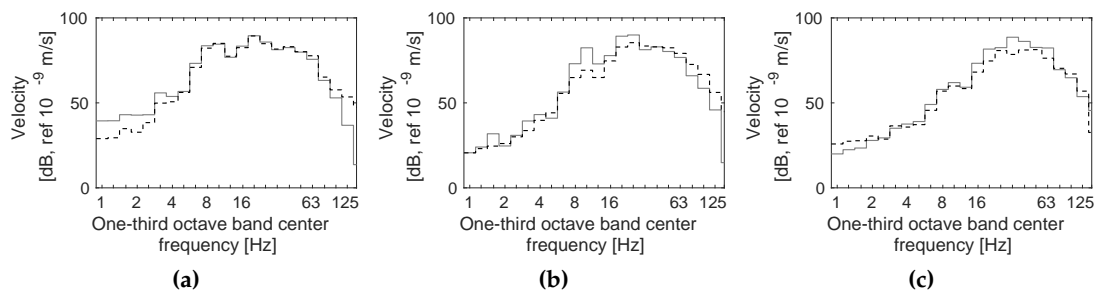 100
50
0
Velocity
[dB, ref 10 -9 m/s]
1 2 4 8 16 63 125
One-third octave band center
frequency [Hz]
(a)
100
50
0
Velocity
[dB, ref 10 -9 m/s]
1 2 4 8 16 63 125
One-third octave band center
frequency [Hz]
(b)
100
50
0
Velocity
[dB, ref 10 -9 m/s]
1 2 4 8 16 63 125
One-third octave band center
frequency [Hz]
(c)